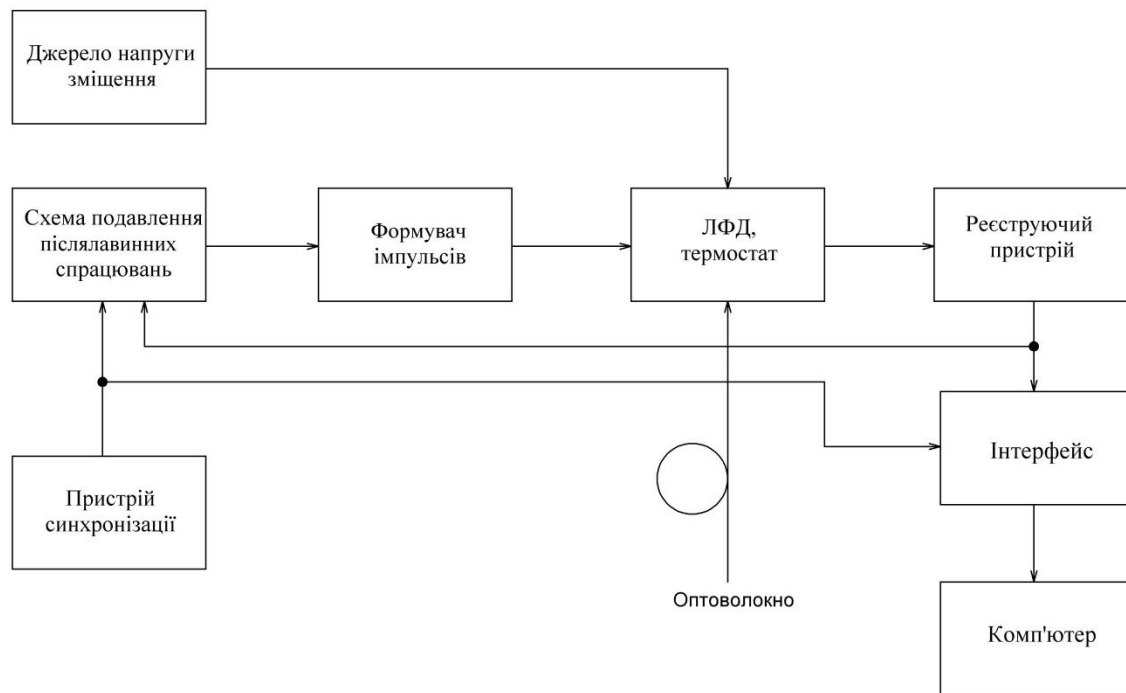 Джерело напруги
зміщення
Схема подавлення
післялавинних
спрацювань
Формувач
імпульсів
ЛФД,
термостат
Реєструючий
пристрій
Пристрій
синхронізації
Інтерфейс
Оптоволокно
Комп'ютер